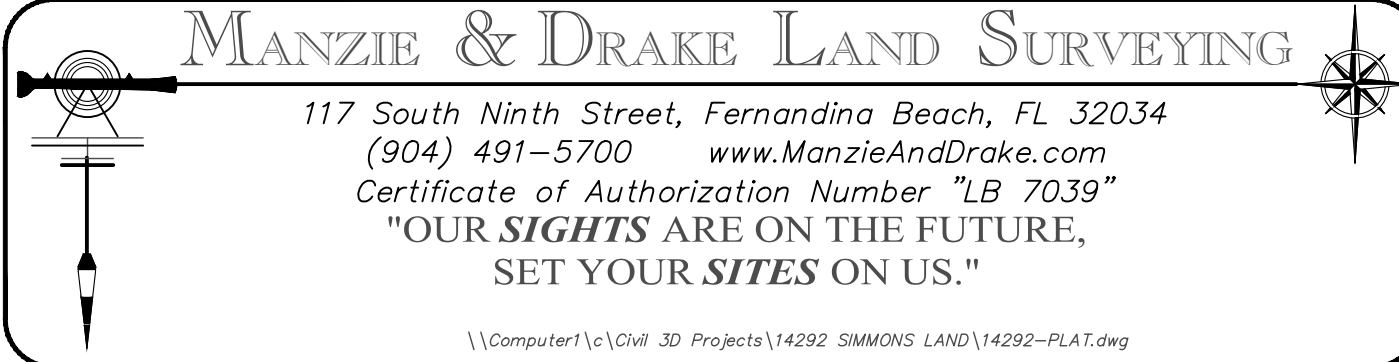 MANZIE & DRAKE LAND SURVEYING
117 South Ninth Street, Fernandina Beach, FL 32034
(904) 491-5700 www.ManzieAndDrake.com
Certificate of Authorization Number "LB 7039"
"OUR SIGHTS ARE ON THE FUTURE,
SET YOUR SITES ON US."
\\Computer1\c\Civil 3D Projects\14292 SIMMONS LAND\14292-PLAT.dwg